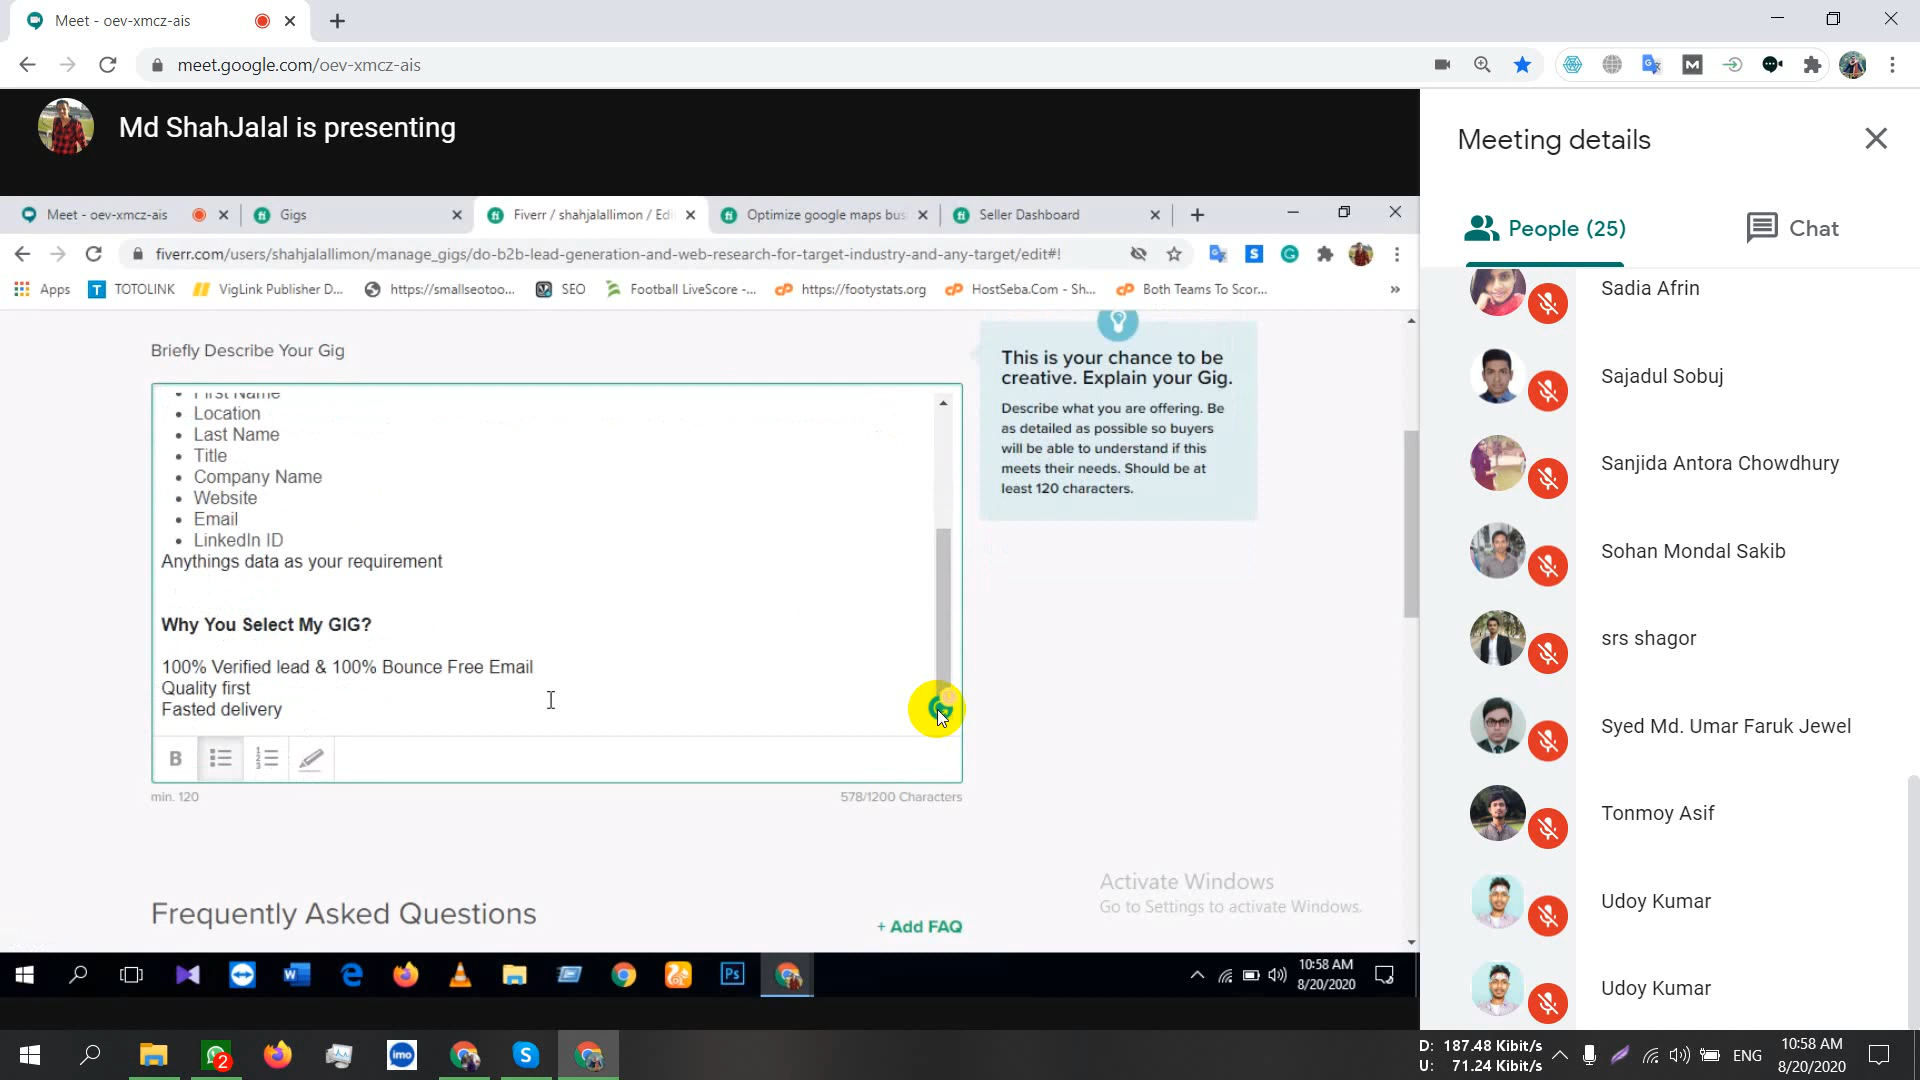 Meet - oev-xmcz-ais
meet.google.com/oev-xmcz-ais
Md ShahJalal is presenting
Meet - oev-xmcz-ais
Gigs
Fiverr / shahjalallimon / Edi
Optimize google maps bus
Seller Dashboard
fiverr.com/users/shahjalallimon/manage_gigs/do-b2b-lead-generation-and-web-research-for-target-industry-and-any-target/edit#!
Apps
TOTOLINK
VigLink Publisher D...
https://smallseotoo...
SEO
Football LiveScore -...
https://footystats.org
HostSeba.Com - Sh...
Both Teams To Scor...
»
Briefly Describe Your Gig
First Name
Location
Last Name
Title
Company Name
Website
Email
LinkedIn ID
Anythings data as your requirement
Why You Select My GIG?
100% Verified lead & 100% Bounce Free Email
Quality first
Fasted delivery
B
min. 120
578/1200 Characters
This is your chance to be
creative. Explain your Gig.
Describe what you are offering. Be
as detailed as possible so buyers
will be able to understand if this
meets their needs. Should be at
least 120 characters.
Frequently Asked Questions
+ Add FAQ
Activate Windows
Go to Settings to activate Windows.
10:58 AM
8/20/2020
Meeting details
People (25)
Chat
Sadia Afrin
Sajadul Sobuj
Sanjida Antora Chowdhury
Sohan Mondal Sakib
srs shagor
Syed Md. Umar Faruk Jewel
Tonmoy Asif
Udoy Kumar
Udoy Kumar
2
imo
D: 187.48 Kibit/s
U: 71.24 Kibit/s
ENG
10:58 AM
8/20/2020